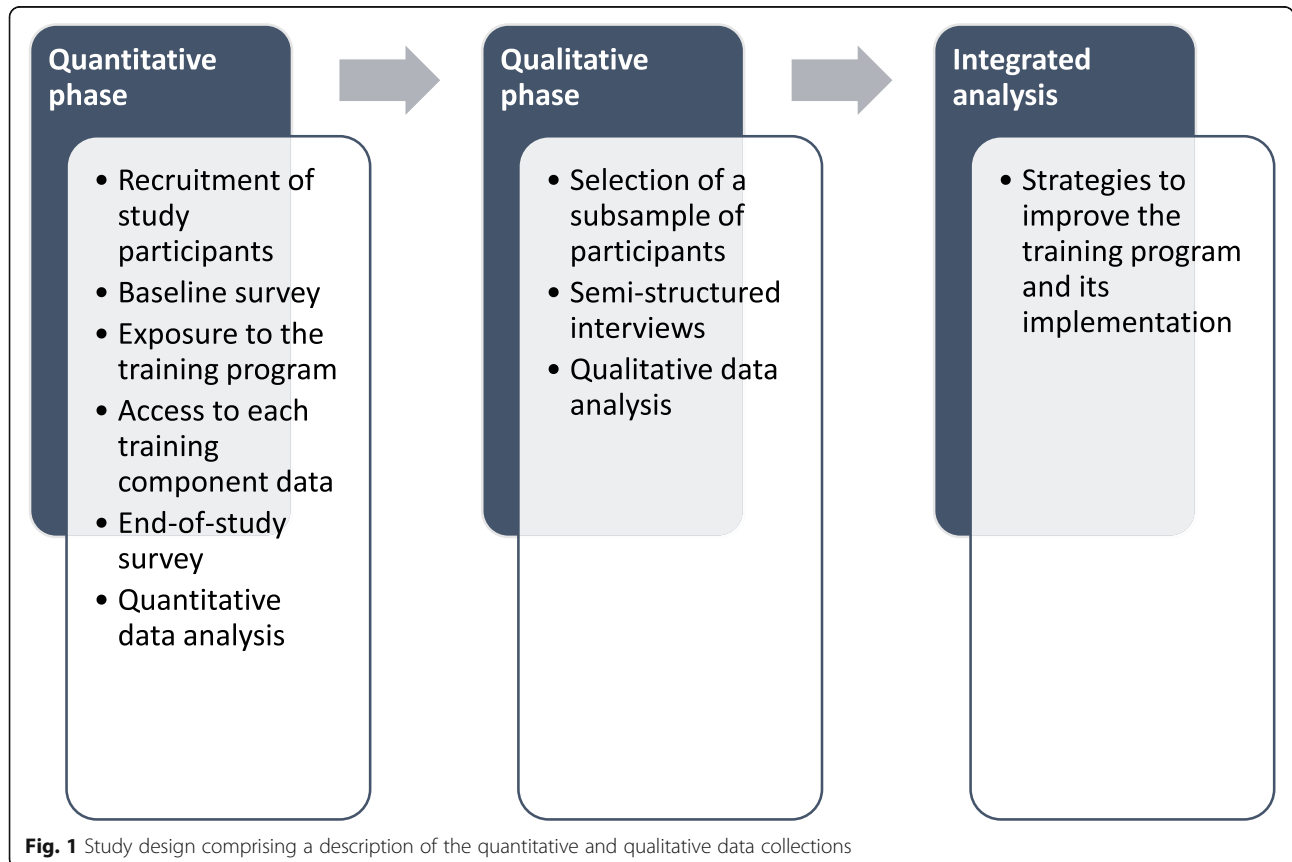 Quantitative
phase
• Recruitment of
study
participants
• Baseline survey
• Exposure to the
training program
• Access to each
training
component data
• End-of-study
survey
• Quantitative
data analysis
Qualitative
phase
• Selection of a
subsample of
participants
• Semi-structured
interviews
• Qualitative data
analysis
Integrated
analysis
• Strategies to
improve the
training program
and its
implementation
Fig. 1 Study design comprising a description of the quantitative and qualitative data collections